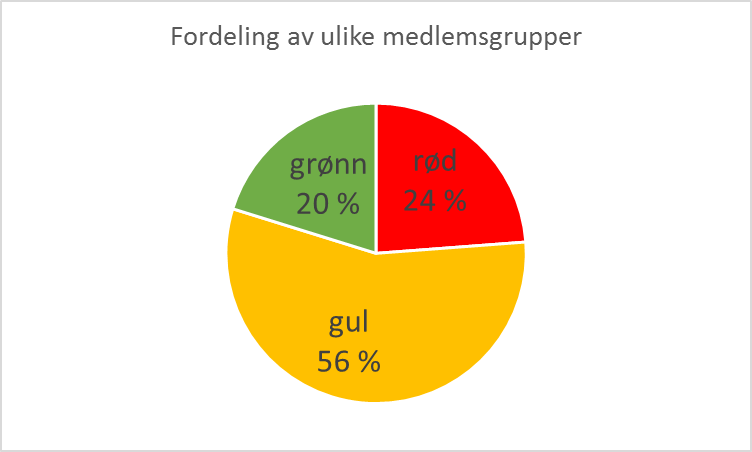 Fordeling av ulike medlemsgrupper
grønn
20 %
rød
24 %
gul
56 %